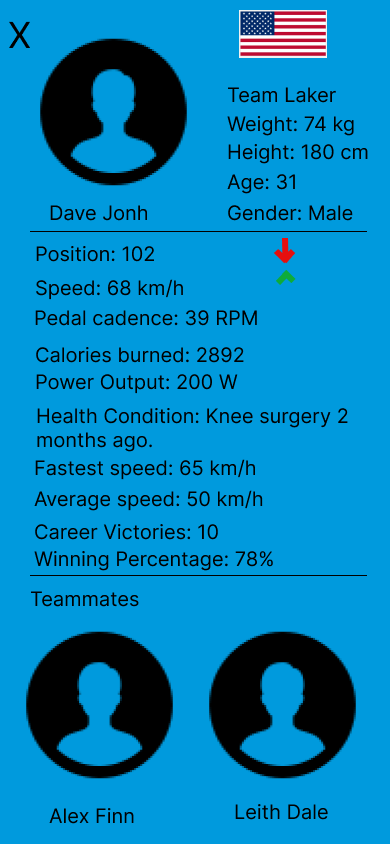 X
Team Laker
Weight: 74 kg
Height: 180 cm
Age: 31
Dave Jonh
Gender: Male
Position: 102
Speed: 68 km/h
Pedal cadence: 39 RPM
Calories burned: 2892
Power Output: 200 W
Health Condition: Knee surgery 2
months ago.
Fastest speed: 65 km/h
Average speed: 50 km/h
Career Victories: 10
Winning Percentage: 78%
Teammates
Alex Finn
Leith Dale